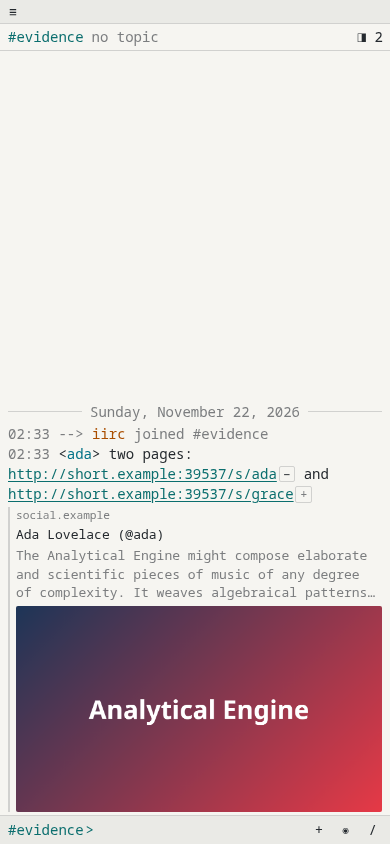 ≡
#evidence no topic ◨ 2
Sunday, November 22, 2026
02:33 --> iirc joined #evidence
02:33 <ada> two pages:
http://short.example:39537/s/ada − and
http://short.example:39537/s/grace +
social.example
Ada Lovelace (@ada)
The Analytical Engine might compose elaborate
and scientific pieces of music of any degree
of complexity. It weaves algebraical patterns…
Analytical Engine
#evidence> + ◉ /